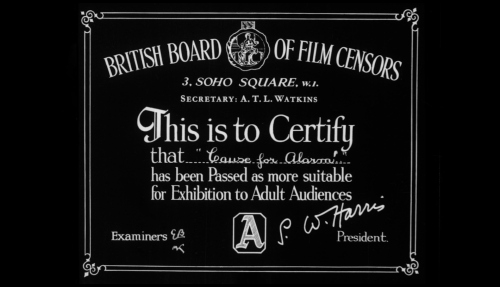 BRITISH BOARD OF FILM CENSORS
3, SOHO SQUARE, W.1.
SECRETARY: A. T. L. WATKINS
This is to Certify
that "Cause for Alarm"
has been Passed as more suitable
for Exhibition to Adult Audiences
A
S. W. Harris
Examiners
President.